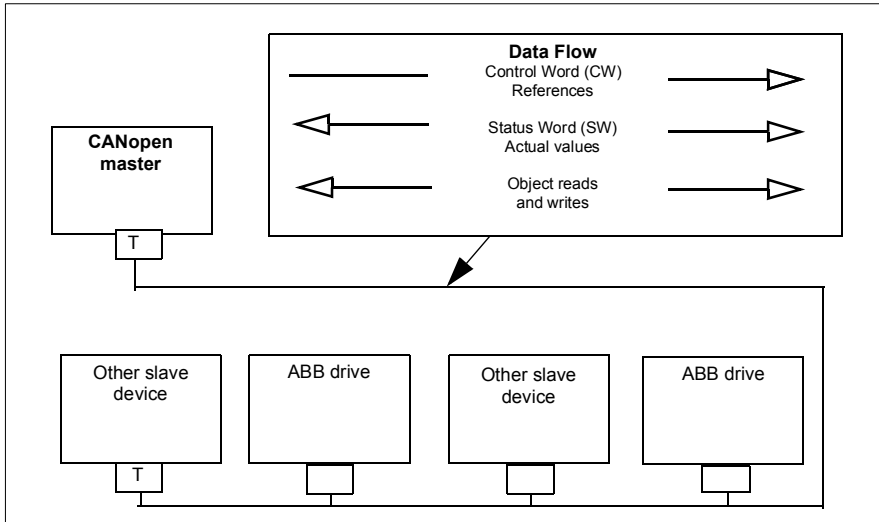 Data Flow
Control Word (CW)
References
Status Word (SW)
Actual values
Object reads
and writes
CANopen
master
T
Other slave
device
ABB drive
Other slave
device
ABB drive
T